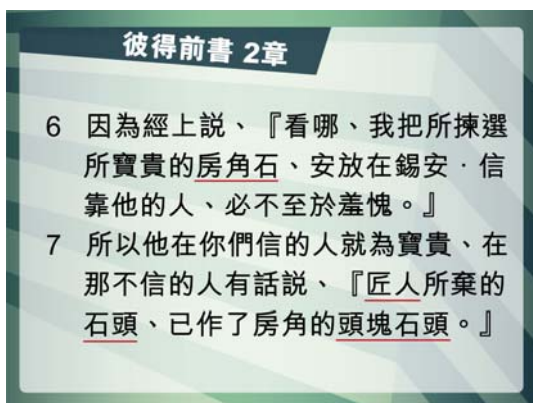 彼得前書 2章
6 因為經上說、『看哪、我把所揀選
所寶貴的房角石、安放在錫安．信
靠他的人、必不至於羞愧。』
7 所以他在你們信的人就為寶貴、在
那不信的人有話說、『匠人所棄的
石頭、已作了房角的頭塊石頭。』